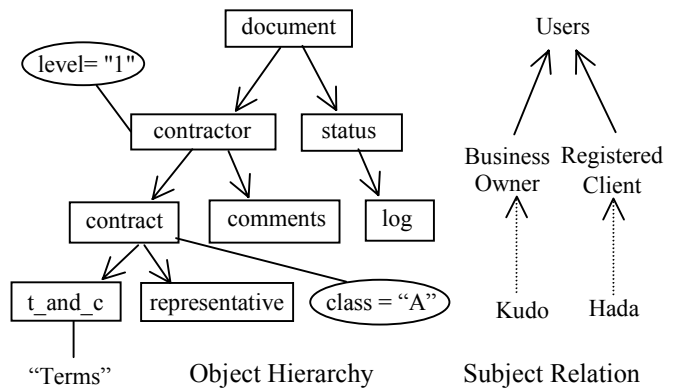 document
Users
level= "1"
contractor
status
Business
Owner
Registered
Client
contract
comments
log
t_and_c
representative
class = “A”
Kudo
Hada
“Terms”
Object Hierarchy
Subject Relation